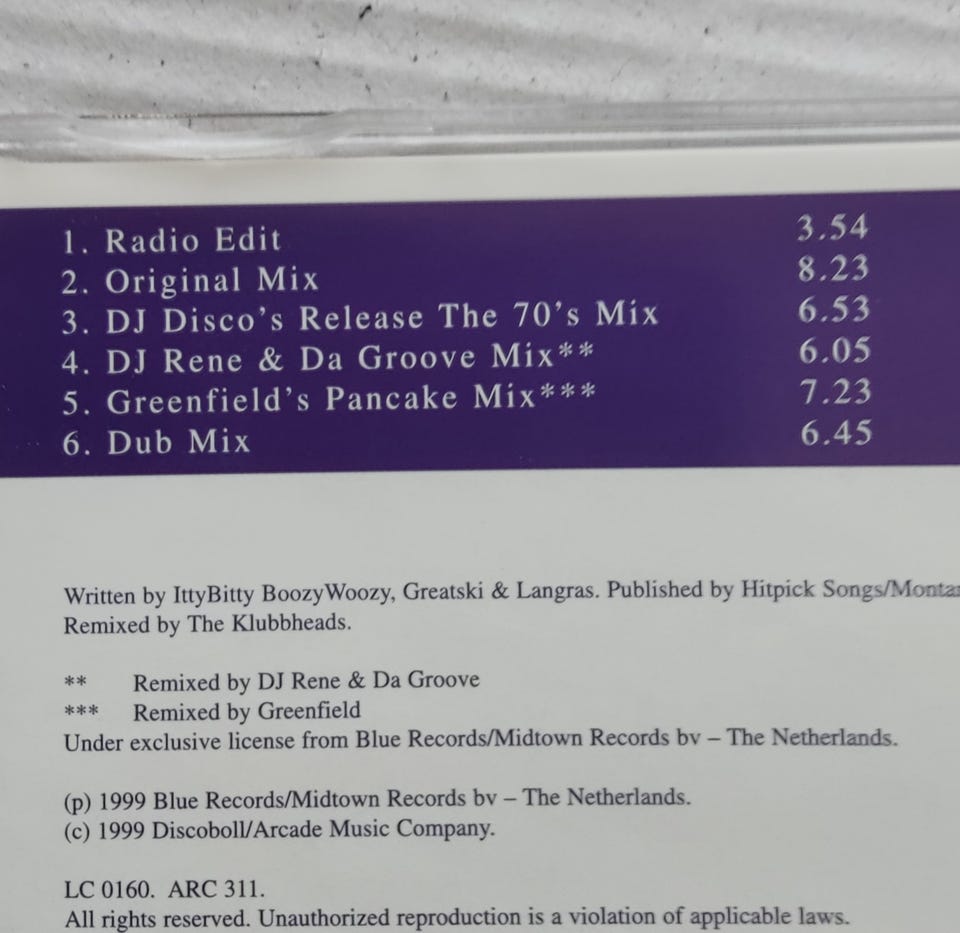 1. Radio Edit 3.54
2. Original Mix 8.23
3. DJ Disco's Release The 70's Mix 6.53
4. DJ Rene & Da Groove Mix** 6.05
5. Greenfield's Pancake Mix*** 7.23
6. Dub Mix 6.45
Written by IttyBitty BoozyWoozy, Greatski & Langras. Published by Hitpick Songs/
Remixed by The Klubbheads.
** Remixed by DJ Rene & Da Groove
*** Remixed by Greenfield
Under exclusive license from Blue Records/Midtown Records bv – The Netherlands.
(p) 1999 Blue Records/Midtown Records bv – The Netherlands.
(c) 1999 Discoboll/Arcade Music Company.
LC 0160. ARC 311.
All rights reserved. Unauthorized reproduction is a violation of applicable laws.